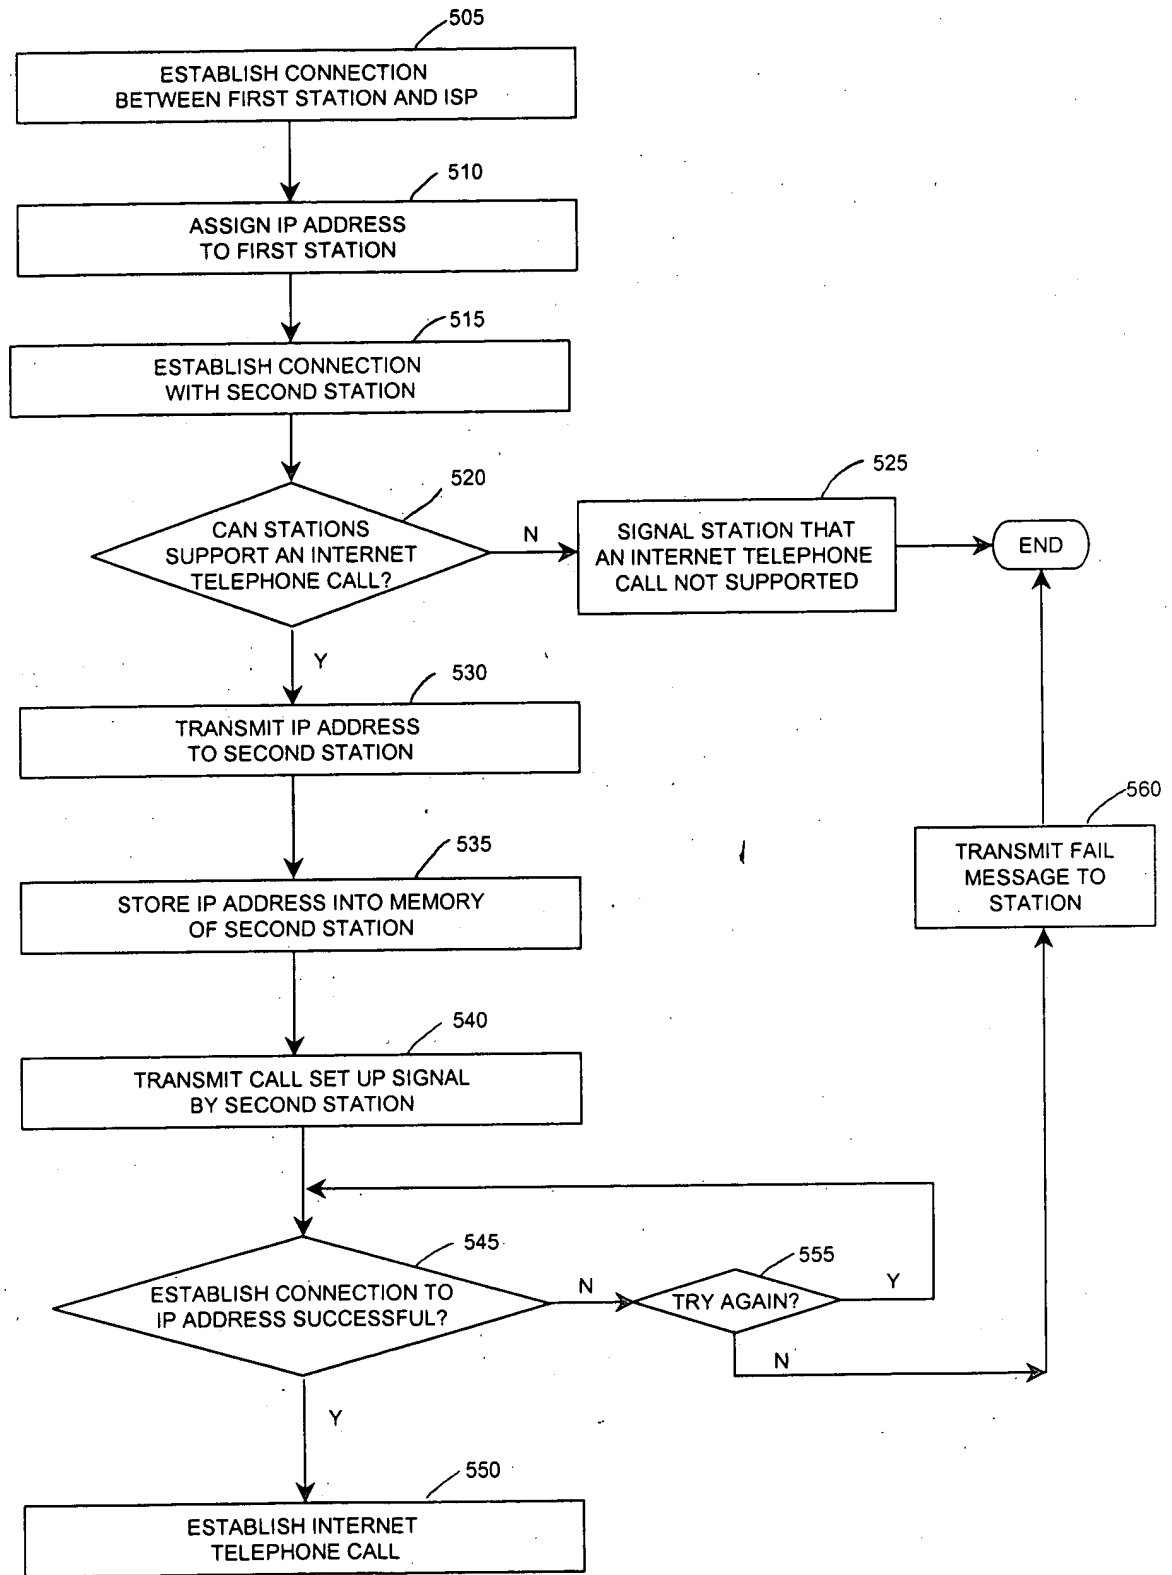 505
ESTABLISH CONNECTION
BETWEEN FIRST STATION AND ISP
510
ASSIGN IP ADDRESS
TO FIRST STATION
515
ESTABLISH CONNECTION
WITH SECOND STATION
520
CAN STATIONS
SUPPORT AN INTERNET
TELEPHONE CALL?
N
525
SIGNAL STATION THAT
AN INTERNET TELEPHONE
CALL NOT SUPPORTED
END
Y
530
TRANSMIT IP ADDRESS
TO SECOND STATION
560
TRANSMIT FAIL
MESSAGE TO
STATION
535
STORE IP ADDRESS INTO MEMORY
OF SECOND STATION
540
TRANSMIT CALL SET UP SIGNAL
BY SECOND STATION
545
ESTABLISH CONNECTION TO
IP ADDRESS SUCCESSFUL?
N
555
TRY AGAIN?
Y
N
Y
550
ESTABLISH INTERNET
TELEPHONE CALL